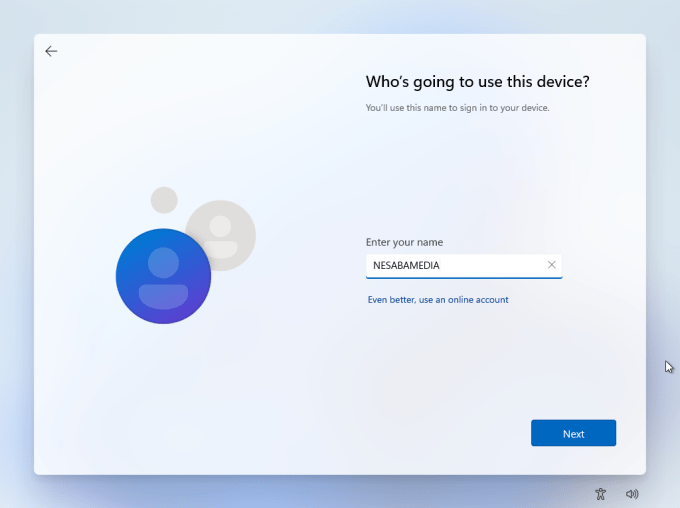 Who's going to use this device?
You'll use this name to sign in to your device.
Enter your name
NESABAMEDIA
Even better, use an online account
Next